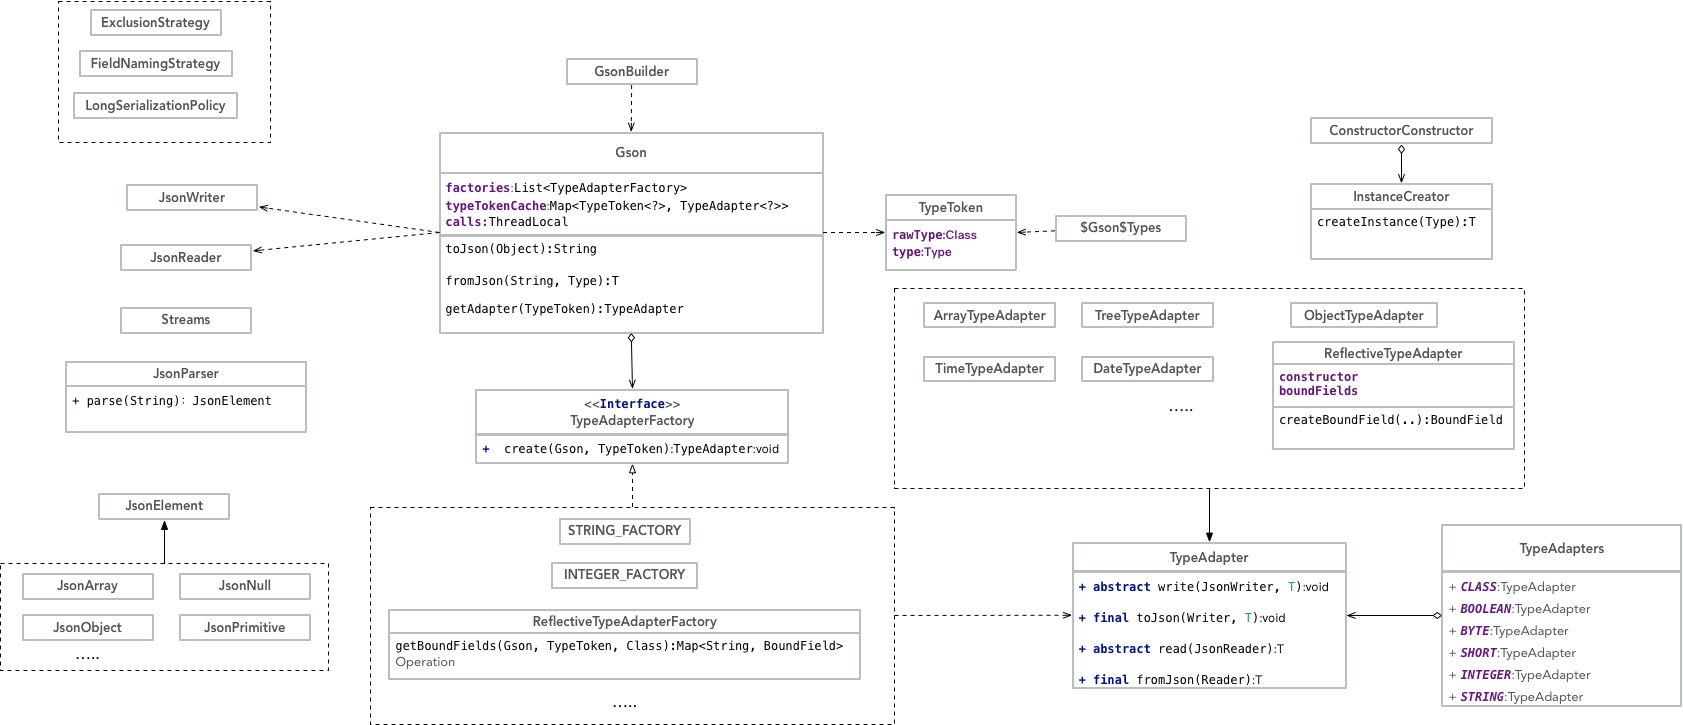 ExclusionStrategy
FieldNamingStrategy
LongSerializationPolicy
GsonBuilder
Gson
factories:List<TypeAdapterFactory>
typeTokenCache:Map<TypeToken<?>, TypeAdapter<?>>
calls:ThreadLocal
toJson(Object):String
fromJson(String, Type):T
getAdapter(TypeToken):TypeAdapter
JsonWriter
JsonReader
Streams
JsonParser
+ parse(String): JsonElement
TypeToken
rawType:Class
type:Type
$Gson$Types
ConstructorConstructor
InstanceCreator
createInstance(Type):T
ArrayTypeAdapter
TreeTypeAdapter
ObjectTypeAdapter
TimeTypeAdapter
DateTypeAdapter
.....
ReflectiveTypeAdapter
constructor
boundFields
createBoundField(..):BoundField
<<Interface>>
TypeAdapterFactory
+ create(Gson, TypeToken):TypeAdapter:void
JsonElement
JsonArray
JsonNull
JsonObject
JsonPrimitive
.....
STRING_FACTORY
INTEGER_FACTORY
ReflectiveTypeAdapterFactory
getBoundFields(Gson, TypeToken, Class):Map<String, BoundField>
Operation
.....
TypeAdapter
+ abstract write(JsonWriter, T):void
+ final toJson(Writer, T):void
+ abstract read(JsonReader):T
+ final fromJson(Reader):T
TypeAdapters
+ CLASS:TypeAdapter
+ BOOLEAN:TypeAdapter
+ BYTE:TypeAdapter
+ SHORT:TypeAdapter
+ INTEGER:TypeAdapter
+ STRING:TypeAdapter